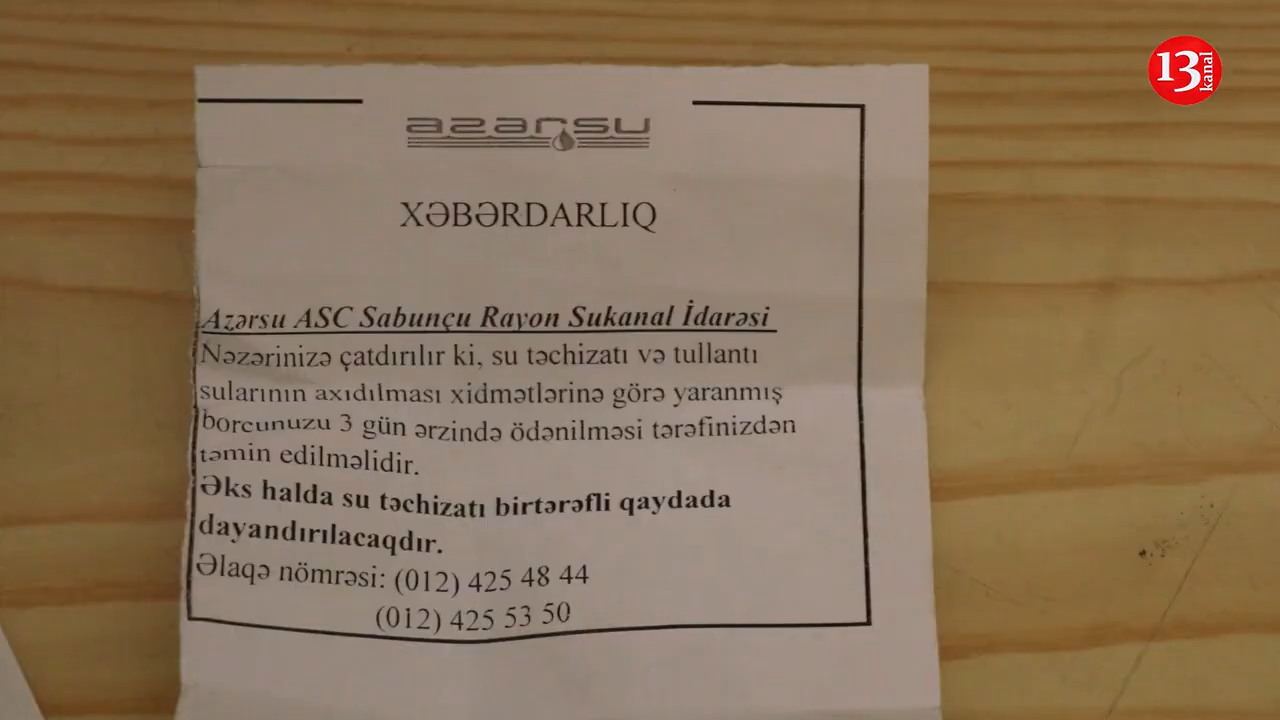 13 kanal
azərsu
XƏBƏRDARLIQ
Azərsu ASC Sabunçu Rayon Sukanal İdarəsi
Nəzərinizə çatdırılır ki, su təchizatı və tullantı
sularının axıdılması xidmətlərinə görə yaranmış
borcunuzu 3 gün ərzində ödənilməsi tərəfinizdən
təmin edilməlidir.
Əks halda su təchizatı birtərəfli qaydada
dayandırılacaqdır.
Əlaqə nömrəsi: (012) 425 48 44
(012) 425 53 50